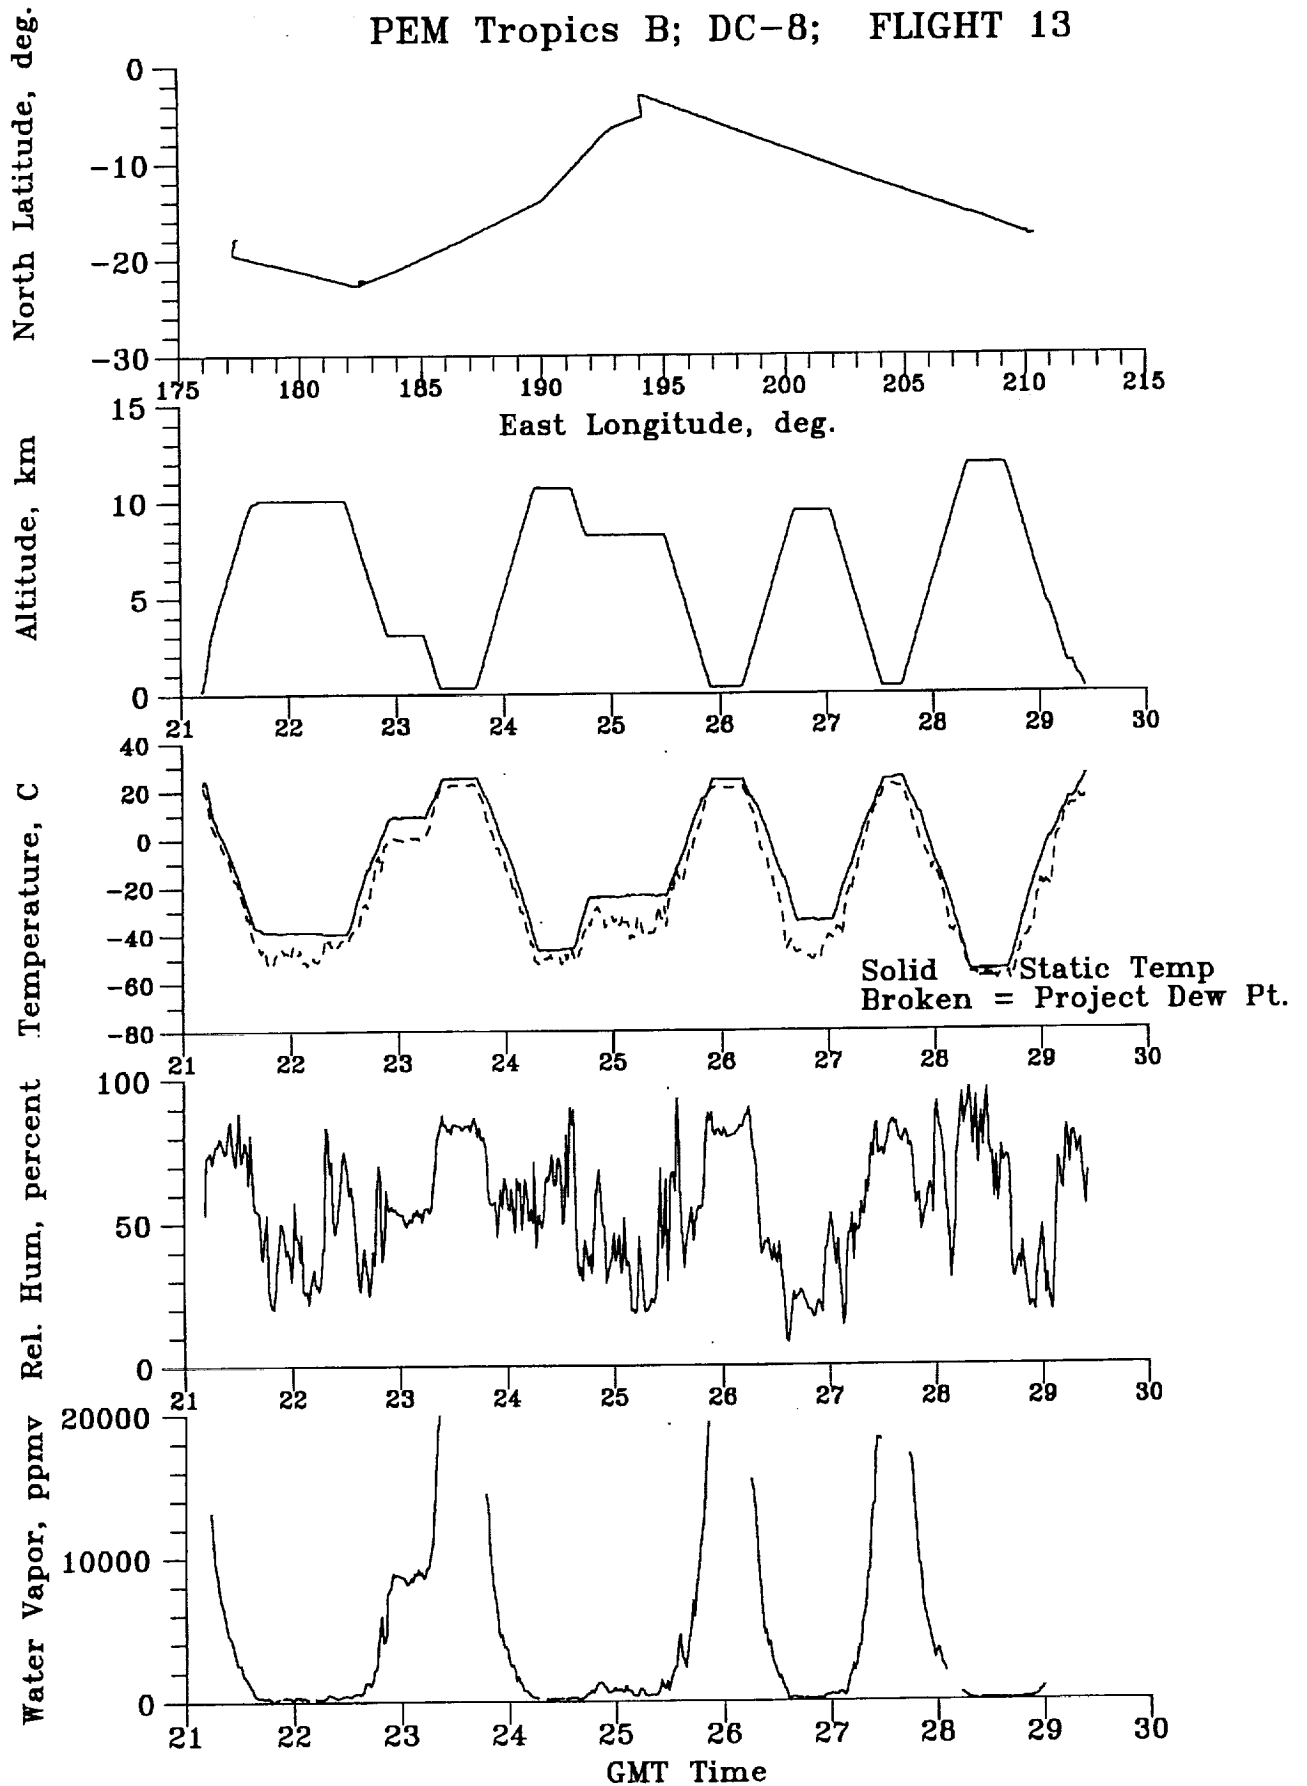 PEM Tropics B; DC-8; FLIGHT 13
North Latitude, deg.
0
-10
-20
-30
175 180 185 190 195 200 205 210 215
East Longitude, deg.
Altitude, km
15
10
5
0
21 22 23 24 25 26 27 28 29 30
Temperature, C
40
20
0
-20
-40
-60
-80
Solid Static Temp
Broken = Project Dew Pt.
21 22 23 24 25 26 27 28 29 30
Rel. Hum, percent
100
50
0
21 22 23 24 25 26 27 28 29 30
Water Vapor, ppmv
20000
10000
0
21 22 23 24 25 26 27 28 29 30
GMT Time